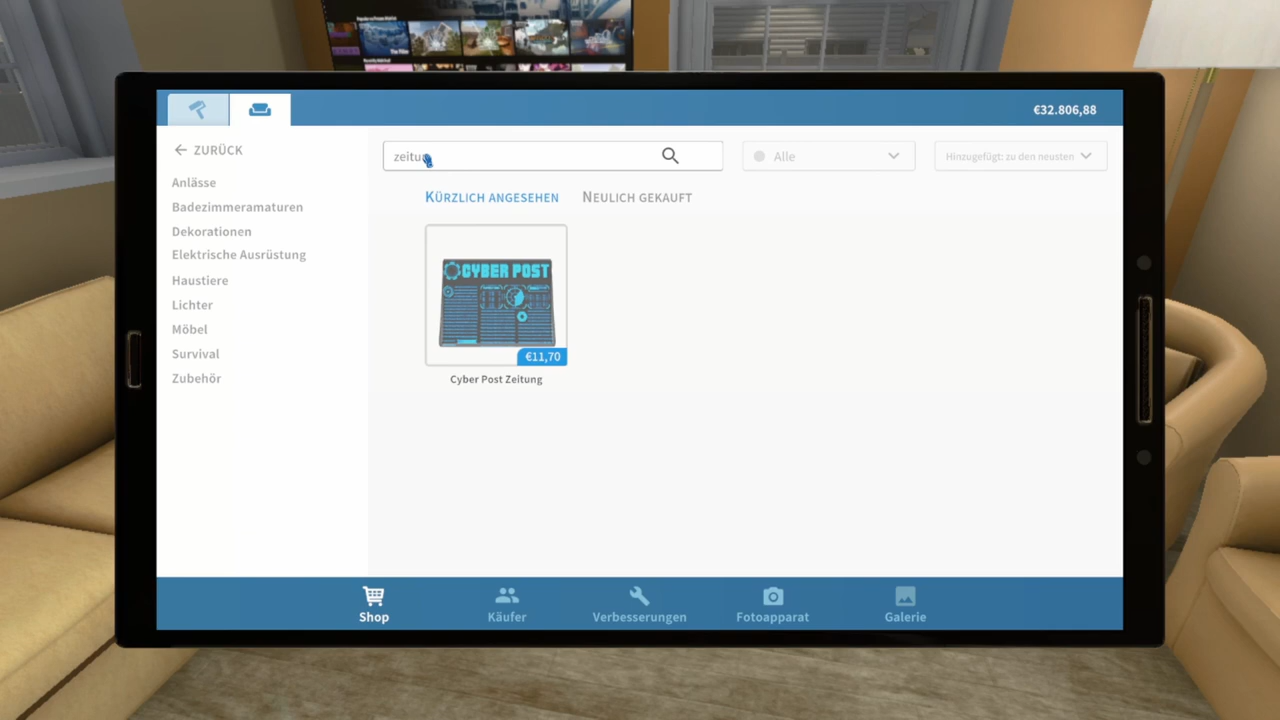 €32.806,88
ZURÜCK
zeitun
Alle
Hinzugefügt: zu den neusten
Anlässe
Badezimmeramaturen
Dekorationen
Elektrische Ausrüstung
Haustiere
Lichter
Möbel
Survival
Zubehör
KÜRZLICH ANGESEHEN
NEULICH GEKAUFT
CYBER POST
€11,70
Cyber Post Zeitung
Shop
Käufer
Verbesserungen
Fotoapparat
Galerie